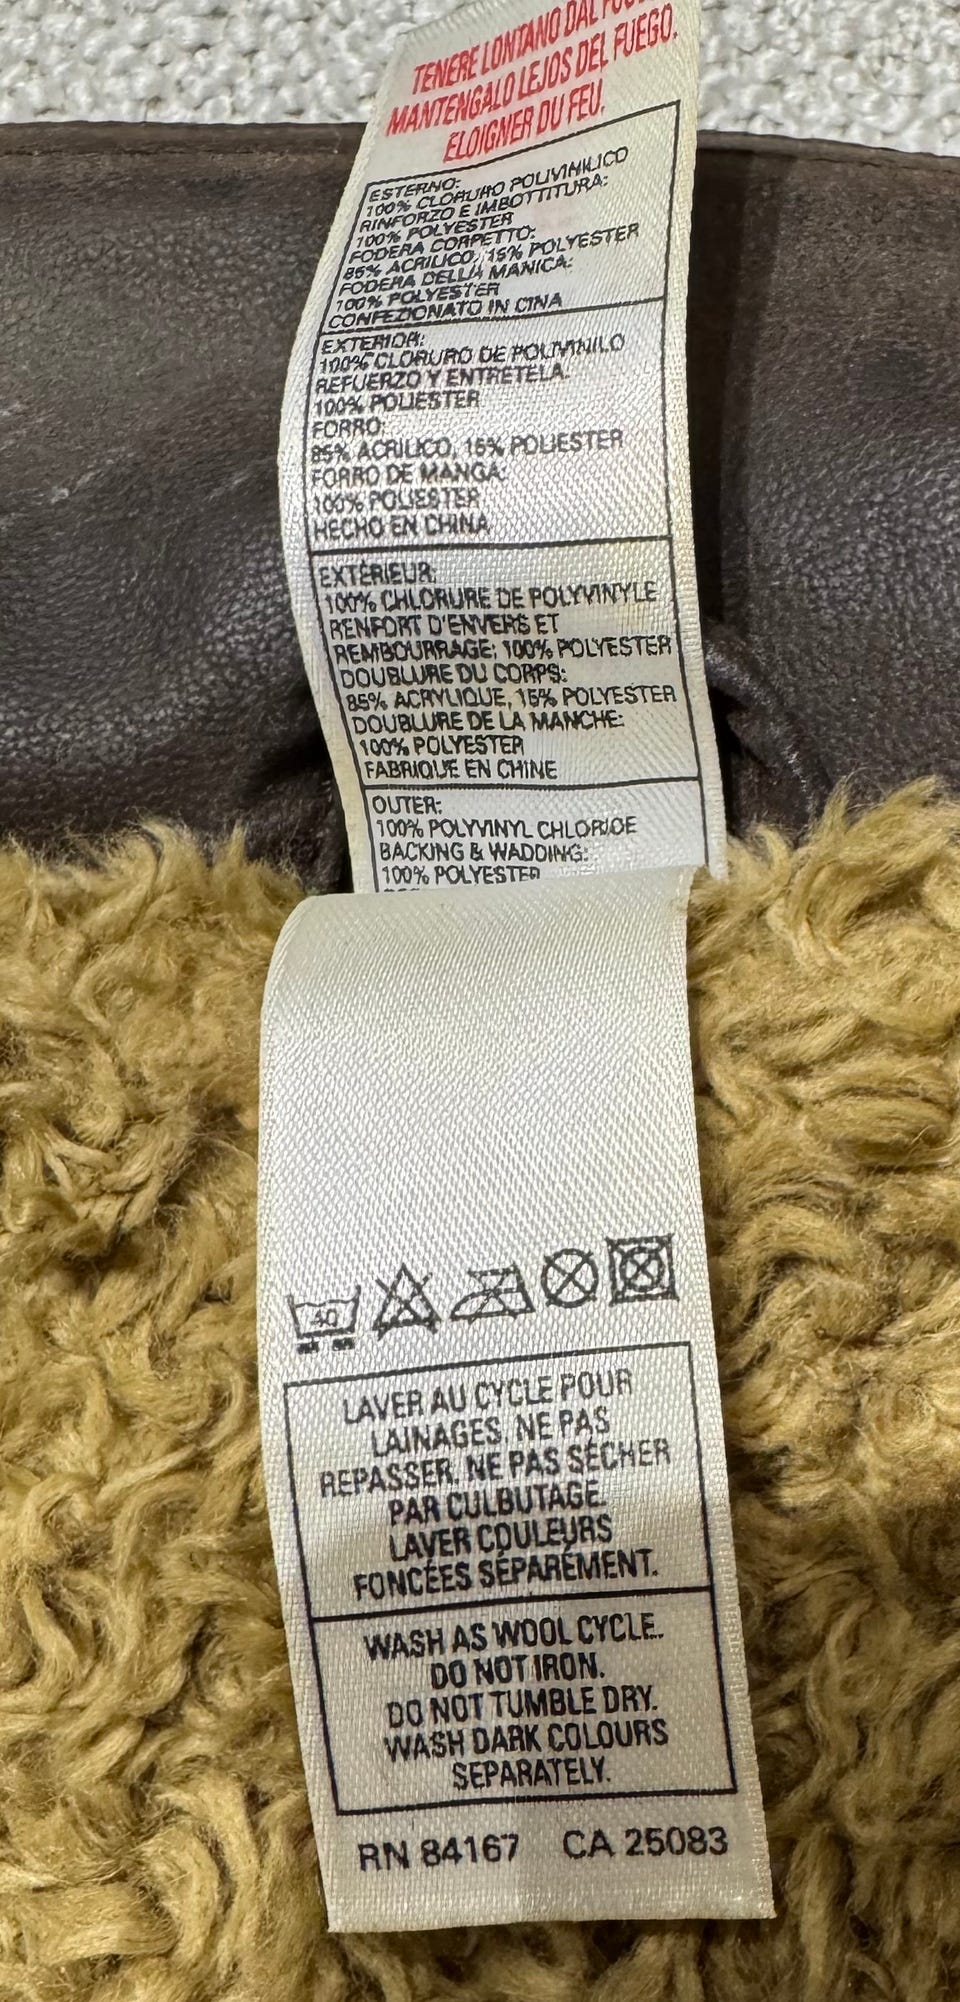 TENERE LONTANO DAL
MANTENGALO LEJOS DEL FUEGO.
ELOIGNER DU FEU.
ESTERNO:
100% CLORURO POLIVINILICO
RINFORZO E IMBOTTITURA:
100% POLYESTER
FODERA CORPETTO:
85% ACRILICO, 15% POLYESTER
FODERA DELLA MANICA:
100% POLYESTER
CONFEZIONATO IN CINA
EXTERIOR:
100% CLORURO DE POLIVINILO
REFUERZO Y ENTRETELA.
100% POLIESTER
FORRO:
85% ACRILICO, 15% POLIESTER
FORRO DE MANGA:
100% POLIESTER
HECHO EN CHINA
EXTÉRIEUR:
100% CHLORURE DE POLYVINYLE
RENFORT D'ENVERS ET
REMBOURRAGE: 100% POLYESTER
DOUBLURE DU CORPS:
85% ACRYLIQUE, 15% POLYESTER
DOUBLURE DE LA MANCHE:
100% POLYESTER
FABRIQUE EN CHINE
OUTER:
100% POLYVINYL CHLORIDE
BACKING & WADDING:
100% POLYESTER
40
LAVER AU CYCLE POUR
LAINAGES. NE PAS
REPASSER. NE PAS SÉCHER
PAR CULBUTAGE.
LAVER COULEURS
FONCÉES SÉPARÉMENT.
WASH AS WOOL CYCLE.
DO NOT IRON.
DO NOT TUMBLE DRY.
WASH DARK COLOURS
SEPARATELY.
RN 84167 CA 25083